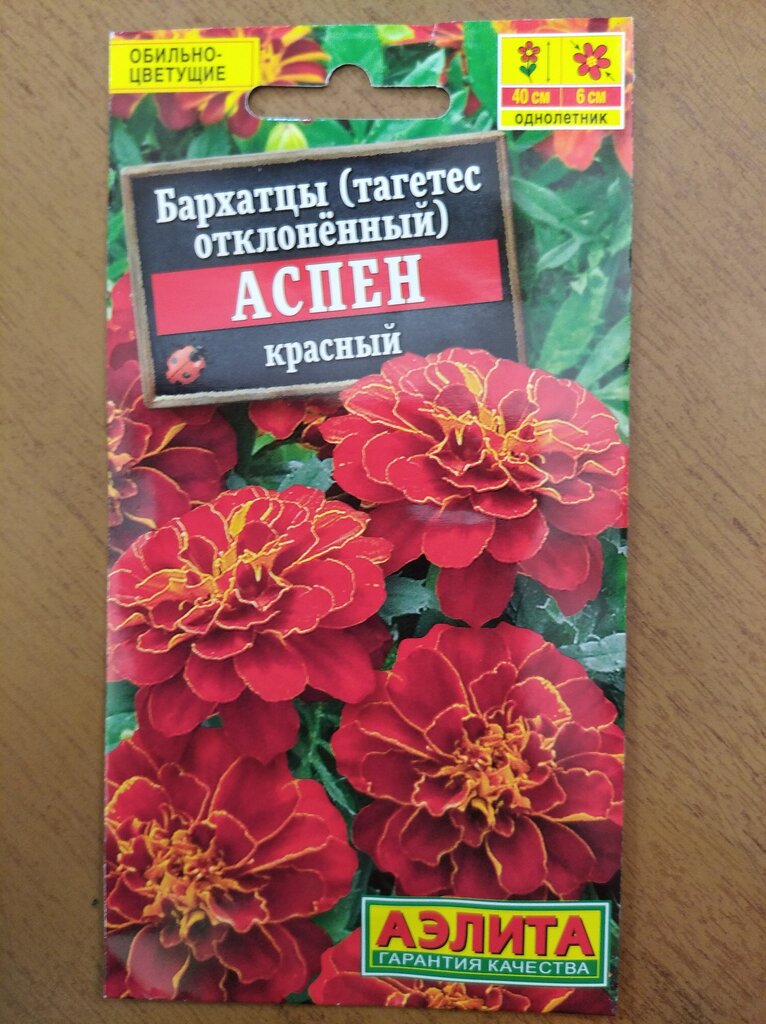 ОБИЛЬНО-
ЦВЕТУЩИЕ
40 см 6 см
однолетник
Бархатцы (тагетес
отклонённый)
АСПЕН
красный
АЭЛИТА
ГАРАНТИЯ КАЧЕСТВА